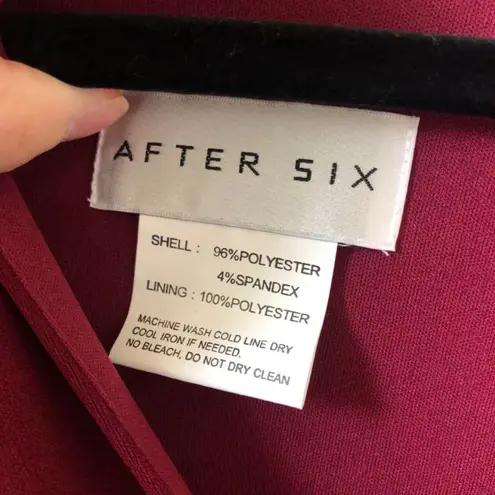 AFTER SIX
SHELL : 96%POLYESTER
4%SPANDEX
LINING : 100%POLYESTER
MACHINE WASH COLD LINE DRY
COOL IRON IF NEEDED.
NO BLEACH, DO NOT DRY CLEAN